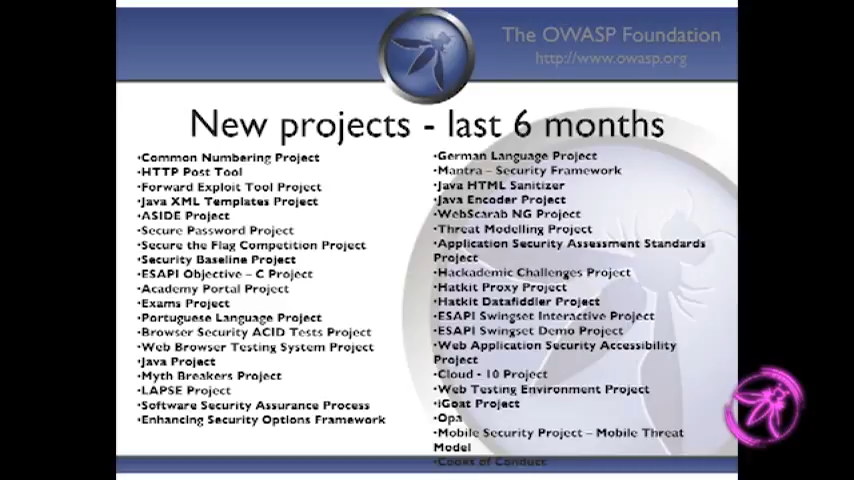 The OWASP Foundation
http://www.owasp.org
New projects - last 6 months
•Common Numbering Project
•HTTP Post Tool
•Forward Exploit Tool Project
•Java XML Templates Project
•ASIDE Project
•Secure Password Project
•Secure the Flag Competition Project
•Security Baseline Project
•ESAPI Objective – C Project
•Academy Portal Project
•Exams Project
•Portuguese Language Project
•Browser Security ACID Tests Project
•Web Browser Testing System Project
•Java Project
•Myth Breakers Project
•LAPSE Project
•Software Security Assurance Process
•Enhancing Security Options Framework
•German Language Project
•Mantra – Security Framework
•Java HTML Sanitizer
•Java Encoder Project
•WebScarab NG Project
•Threat Modelling Project
•Application Security Assessment Standards
Project
•Hackademic Challenges Project
•Hatkit Proxy Project
•Hatkit Datafiddler Project
•ESAPI Swingset Interactive Project
•ESAPI Swingset Demo Project
•Web Application Security Accessibility
Project
•Cloud - 10 Project
•Web Testing Environment Project
•iGoat Project
•Opa
•Mobile Security Project – Mobile Threat
Model
•Codes of Conduct